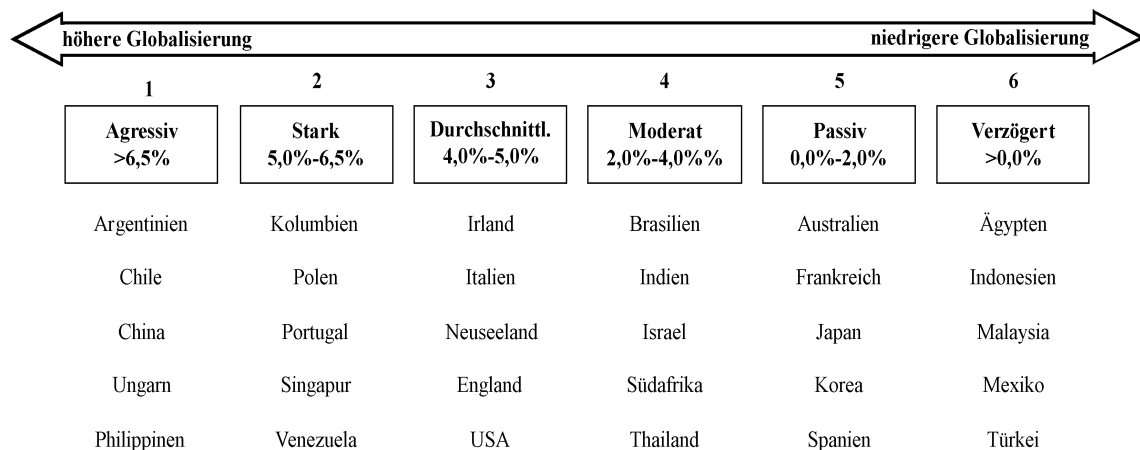 höhere Globalisierung niedrigere Globalisierung
1 2 3 4 5 6
Agressiv Stark Durchschnittl. Moderat Passiv Verzögert
>6,5% 5,0%-6,5% 4,0%-5,0% 2,0%-4,0%% 0,0%-2,0% >0,0%
Argentinien Kolumbien Irland Brasilien Australien Ägypten
Chile Polen Italien Indien Frankreich Indonesien
China Portugal Neuseeland Israel Japan Malaysia
Ungarn Singapur England Südafrika Korea Mexiko
Philippinen Venezuela USA Thailand Spanien Türkei